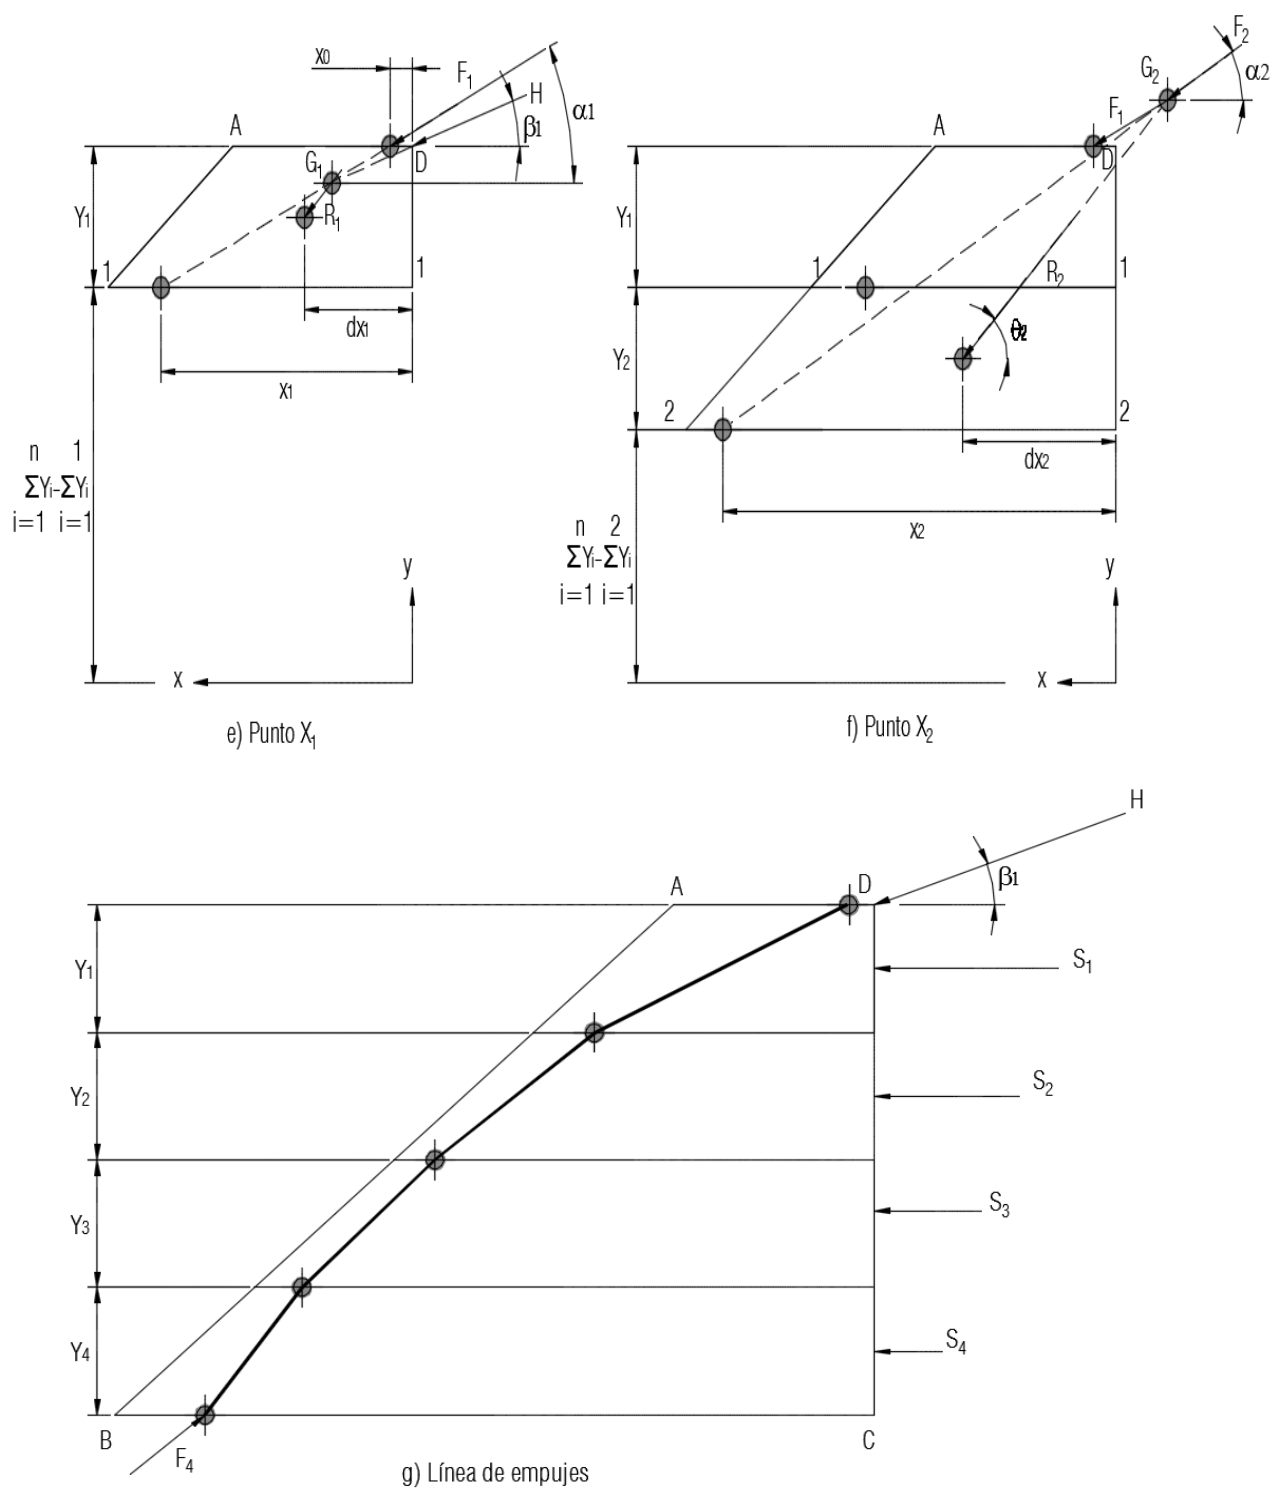 x0
F1
H
A
β1
α1
G1
D
Y1
R1
1
1
dx1
x1
n 1
ΣYi-ΣYi
i=1 i=1
y
x
e) Punto X1
F2
G2
α2
F1
A
D
Y1
1
1
R2
θ2
Y2
2
2
dx2
x2
n 2
ΣYi-ΣYi
i=1 i=1
y
x
f) Punto X2
H
A
D
β1
Y1
S1
Y2
S2
Y3
S3
Y4
S4
B
F4
C
g) Línea de empujes